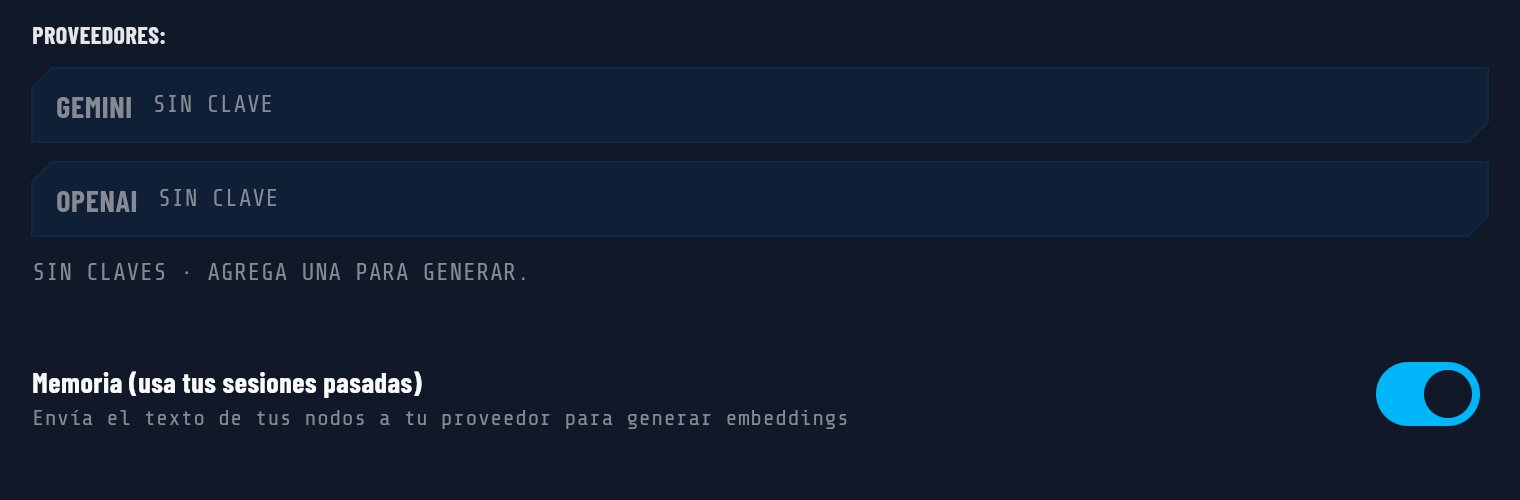 PROVEEDORES:
GEMINI SIN CLAVE
OPENAI SIN CLAVE
SIN CLAVES · AGREGA UNA PARA GENERAR.
Memoria (usa tus sesiones pasadas)
Envía el texto de tus nodos a tu proveedor para generar embeddings